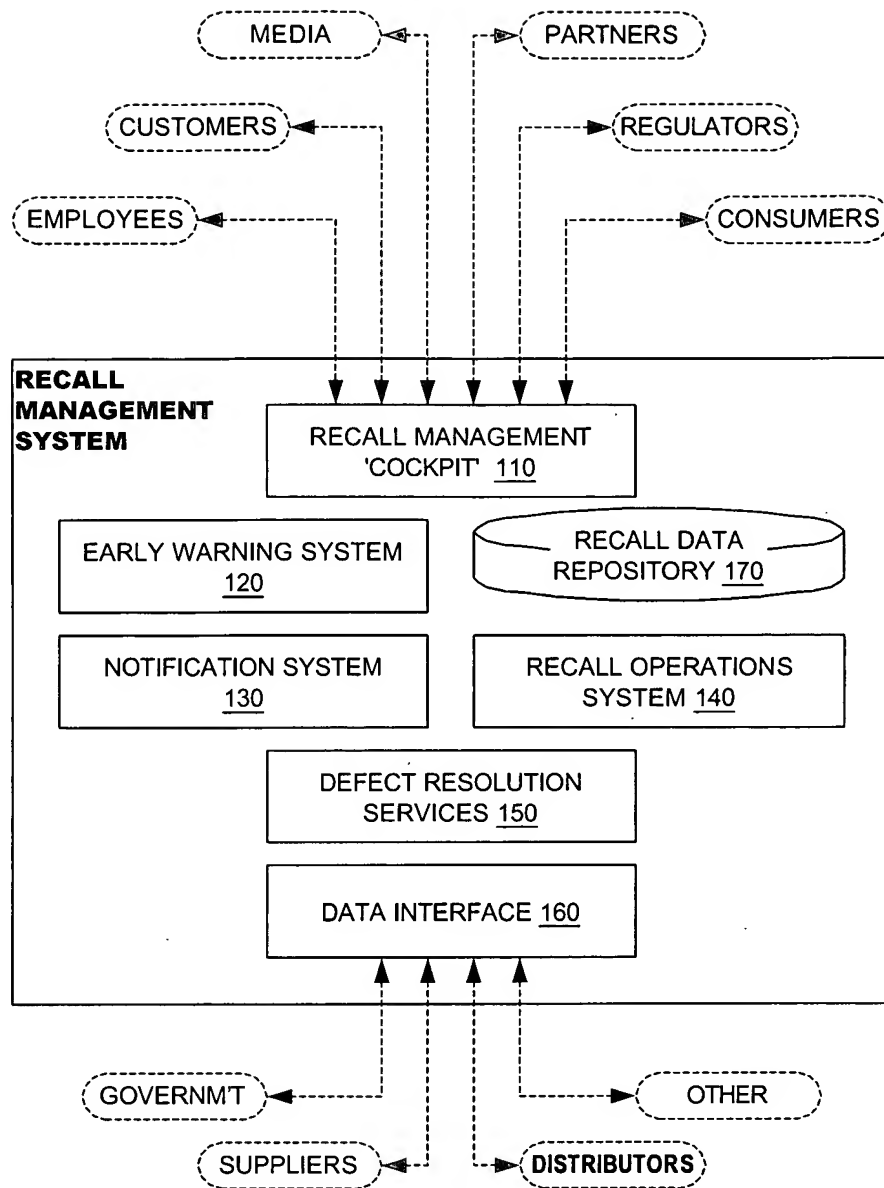 MEDIA
PARTNERS
CUSTOMERS
REGULATORS
EMPLOYEES
CONSUMERS
RECALL
MANAGEMENT
SYSTEM
RECALL MANAGEMENT
'COCKPIT' 110
EARLY WARNING SYSTEM
120
RECALL DATA
REPOSITORY 170
NOTIFICATION SYSTEM
130
RECALL OPERATIONS
SYSTEM 140
DEFECT RESOLUTION
SERVICES 150
DATA INTERFACE 160
GOVERNM'T
OTHER
SUPPLIERS
DISTRIBUTORS